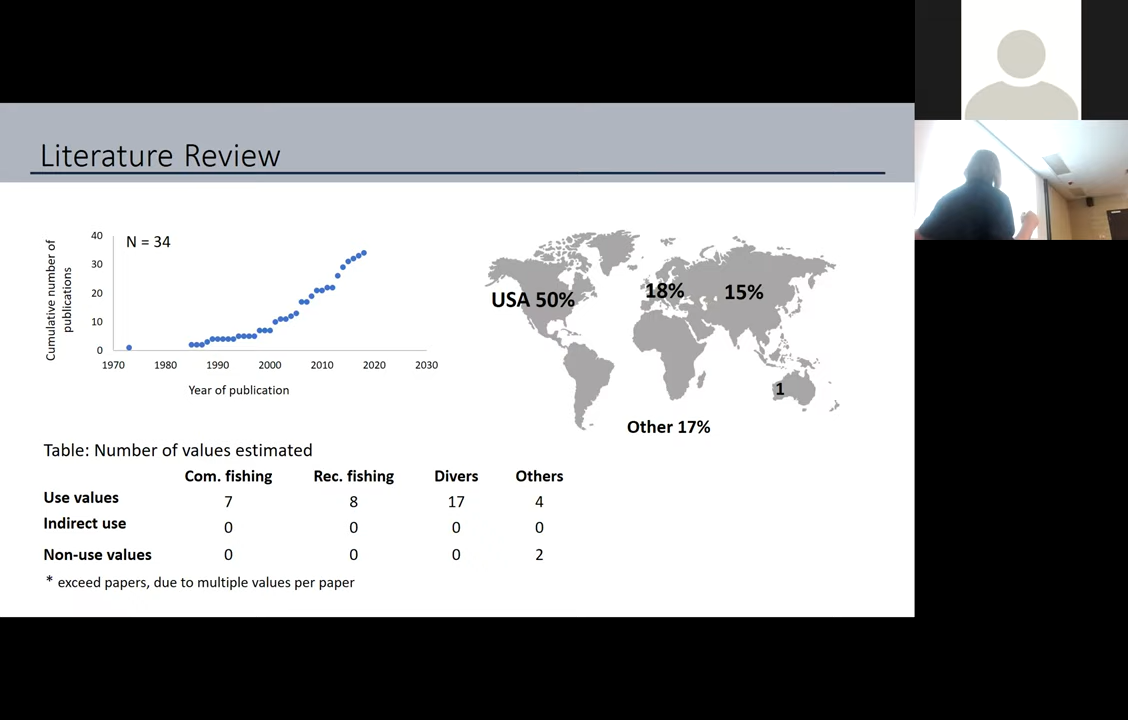 Literature Review
Cumulative number of
publications
40
30
20
10
0
N = 34
1970 1980 1990 2000 2010 2020 2030
Year of publication
USA 50%
18%
15%
1
Other 17%
Table: Number of values estimated
Com. fishing Rec. fishing Divers Others
Use values 7 8 17 4
Indirect use 0 0 0 0
Non-use values 0 0 0 2
* exceed papers, due to multiple values per paper